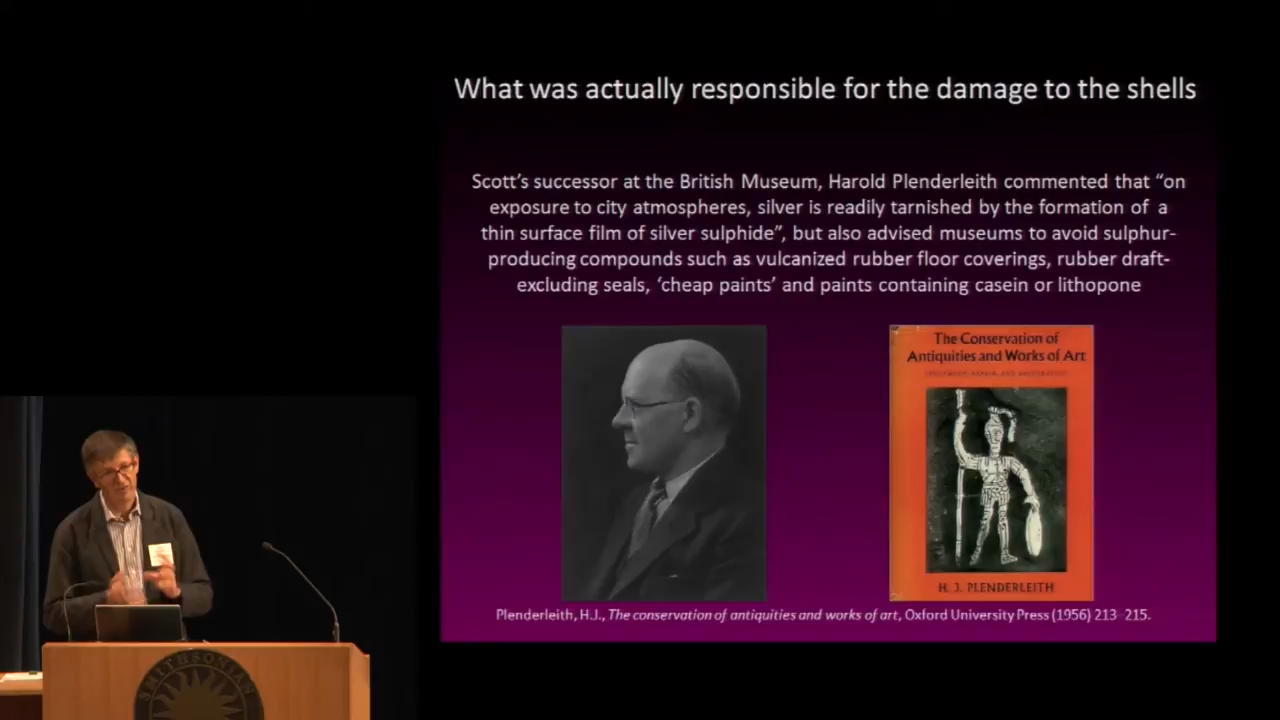 What was actually responsible for the damage to the shells
Scott’s successor at the British Museum, Harold Plenderleith commented that “on
exposure to city atmospheres, silver is readily tarnished by the formation of a
thin surface film of silver sulphide”, but also advised museums to avoid sulphur-
producing compounds such as vulcanized rubber floor coverings, rubber draft-
excluding seals, ‘cheap paints’ and paints containing casein or lithopone
The Conservation of
Antiquities and Works of Art
H. J. PLENDERLEITH
Plenderleith, H.J., The conservation of antiquities and works of art, Oxford University Press (1956) 213–215.
SMITHSONIAN